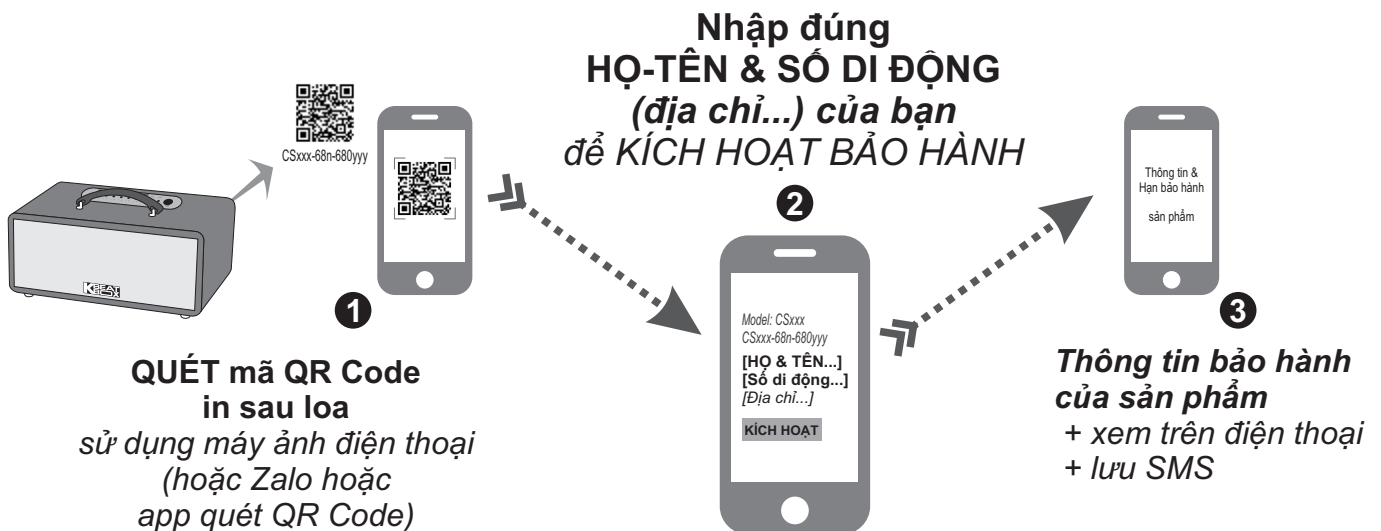 Nhập đúng
HỌ-TÊN & SỐ DI ĐỘNG
(địa chỉ...) của bạn
để KÍCH HOẠT BẢO HÀNH
CSxxx-68n-680yyy
KBEATBOX
1
QUÉT mã QR Code
in sau loa
sử dụng máy ảnh điện thoại
(hoặc Zalo hoặc
app quét QR Code)
2
Model: CSxxx
CSxxx-68n-680yyy
[HỌ & TÊN...]
[Số di động...]
[Địa chỉ...]
KÍCH HOẠT
Thông tin &
Hạn bảo hành
sản phẩm
3
Thông tin bảo hành
của sản phẩm
+ xem trên điện thoại
+ lưu SMS